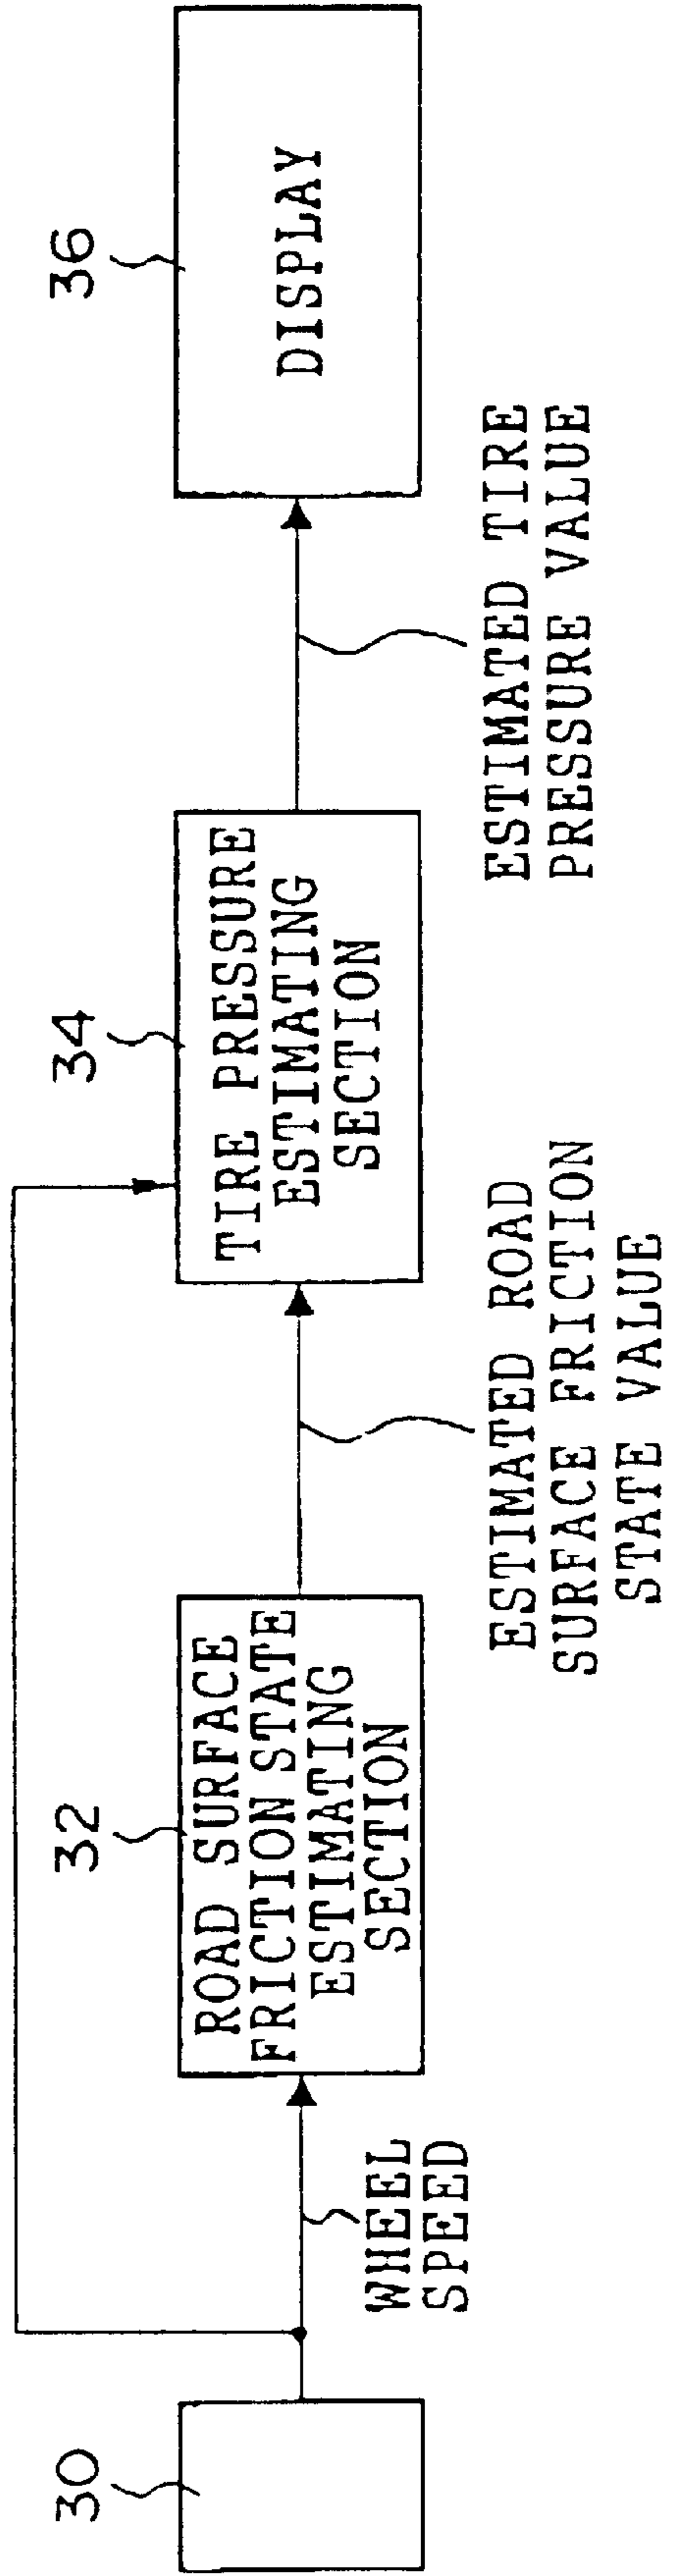 30
WHEEL
SPEED
32
ROAD SURFACE
FRICTION STATE
ESTIMATING
SECTION
ESTIMATED ROAD
SURFACE FRICTION
STATE VALUE
34
TIRE PRESSURE
ESTIMATING
SECTION
ESTIMATED TIRE
PRESSURE VALUE
36
DISPLAY